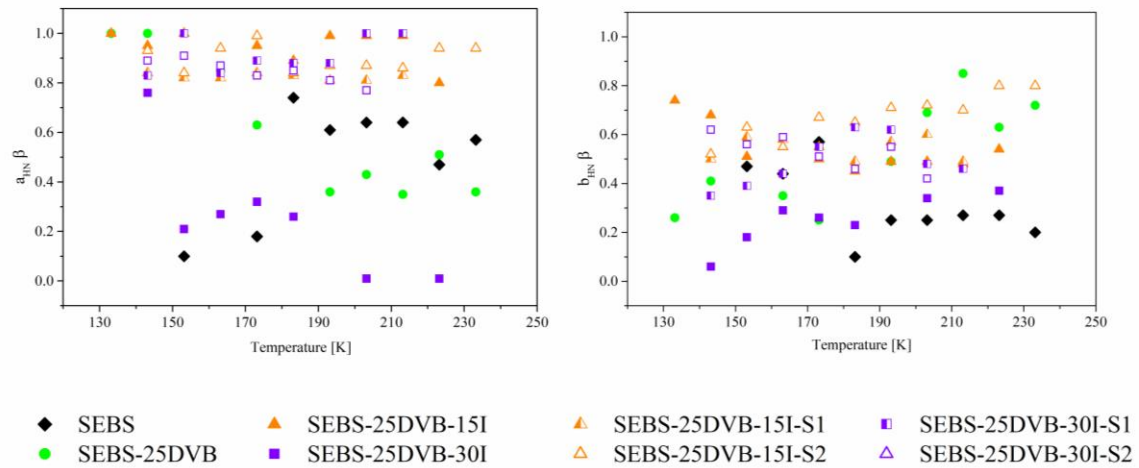 1.0
0.8
0.6
0.4
0.2
0.0
a_HN β
130 150 170 190 210 230 250
Temperature [K]
1.0
0.8
0.6
0.4
0.2
0.0
b_HN β
130 150 170 190 210 230 250
Temperature [K]
SEBS SEBS-25DVB-15I SEBS-25DVB-15I-S1 SEBS-25DVB-30I-S1
SEBS-25DVB SEBS-25DVB-30I SEBS-25DVB-15I-S2 SEBS-25DVB-30I-S2